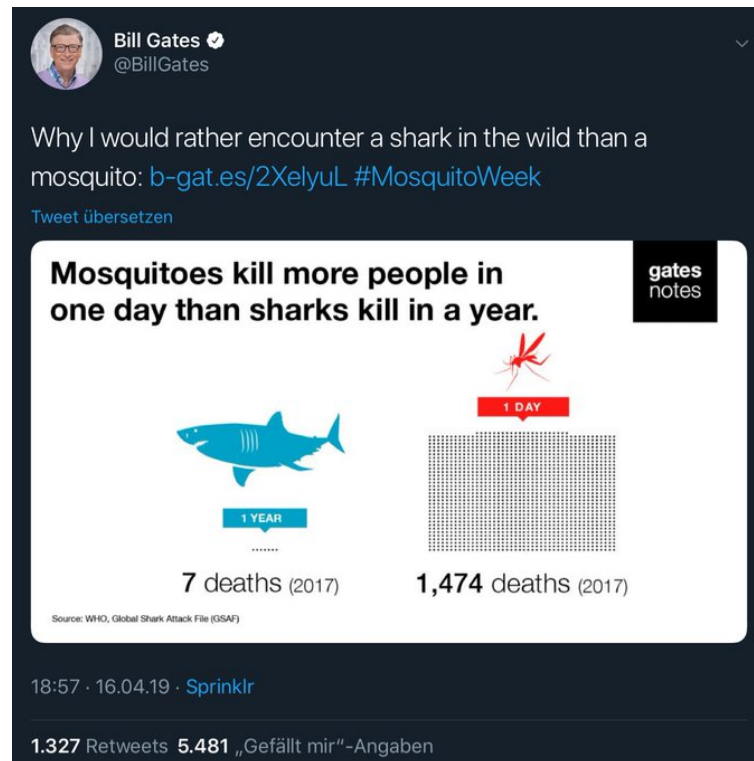 Bill Gates
@BillGates
Why I would rather encounter a shark in the wild than a
mosquito: b-gat.es/2XelyuL #MosquitoWeek
Tweet übersetzen
Mosquitoes kill more people in
one day than sharks kill in a year.
gates
notes
1 DAY
1 YEAR
7 deaths (2017)
1,474 deaths (2017)
Source: WHO, Global Shark Attack File (GSAF)
18:57 · 16.04.19 · Sprinklr
1.327 Retweets 5.481 „Gefällt mir“-Angaben